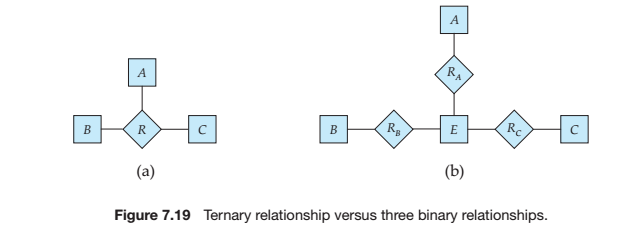 A
A
R_A
B
R
C
B
R_B
E
R_C
C
(a)
(b)
Figure 7.19 Ternary relationship versus three binary relationships.